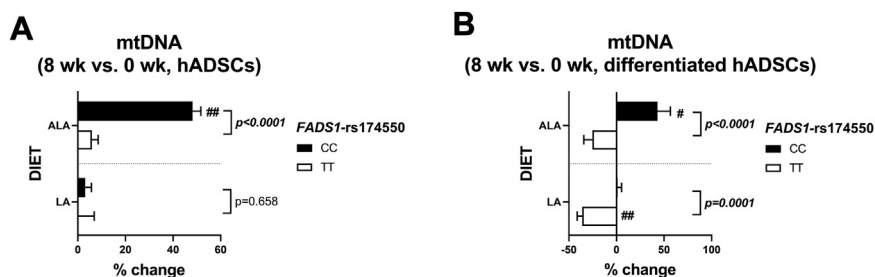 A
mtDNA
(8 wk vs. 0 wk, hADSCs)
DIET
ALA
LA
##
p<0.0001
p=0.658
FADS1-rs174550
CC
TT
0
20
40
60
% change
B
mtDNA
(8 wk vs. 0 wk, differentiated hADSCs)
DIET
ALA
LA
#
p<0.0001
##
p=0.0001
FADS1-rs174550
CC
TT
-50
0
50
100
% change